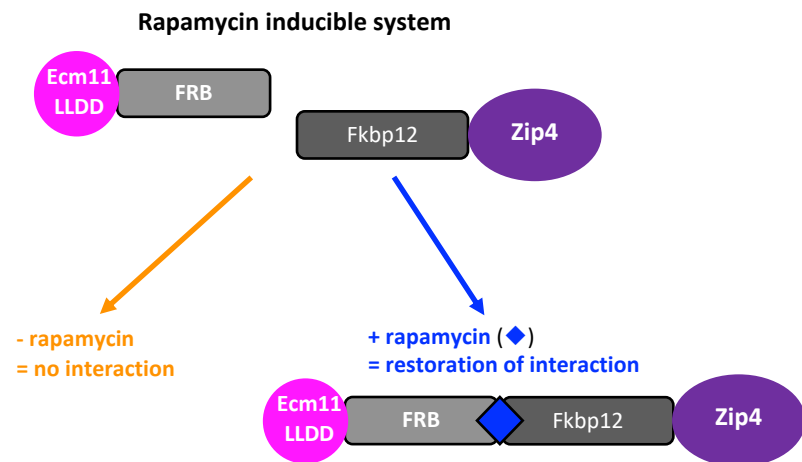 Rapamycin inducible system
Ecm11
LLDD
FRB
Fkbp12
Zip4
- rapamycin
= no interaction
+ rapamycin (◆)
= restoration of interaction
Ecm11
LLDD
FRB
Fkbp12
Zip4